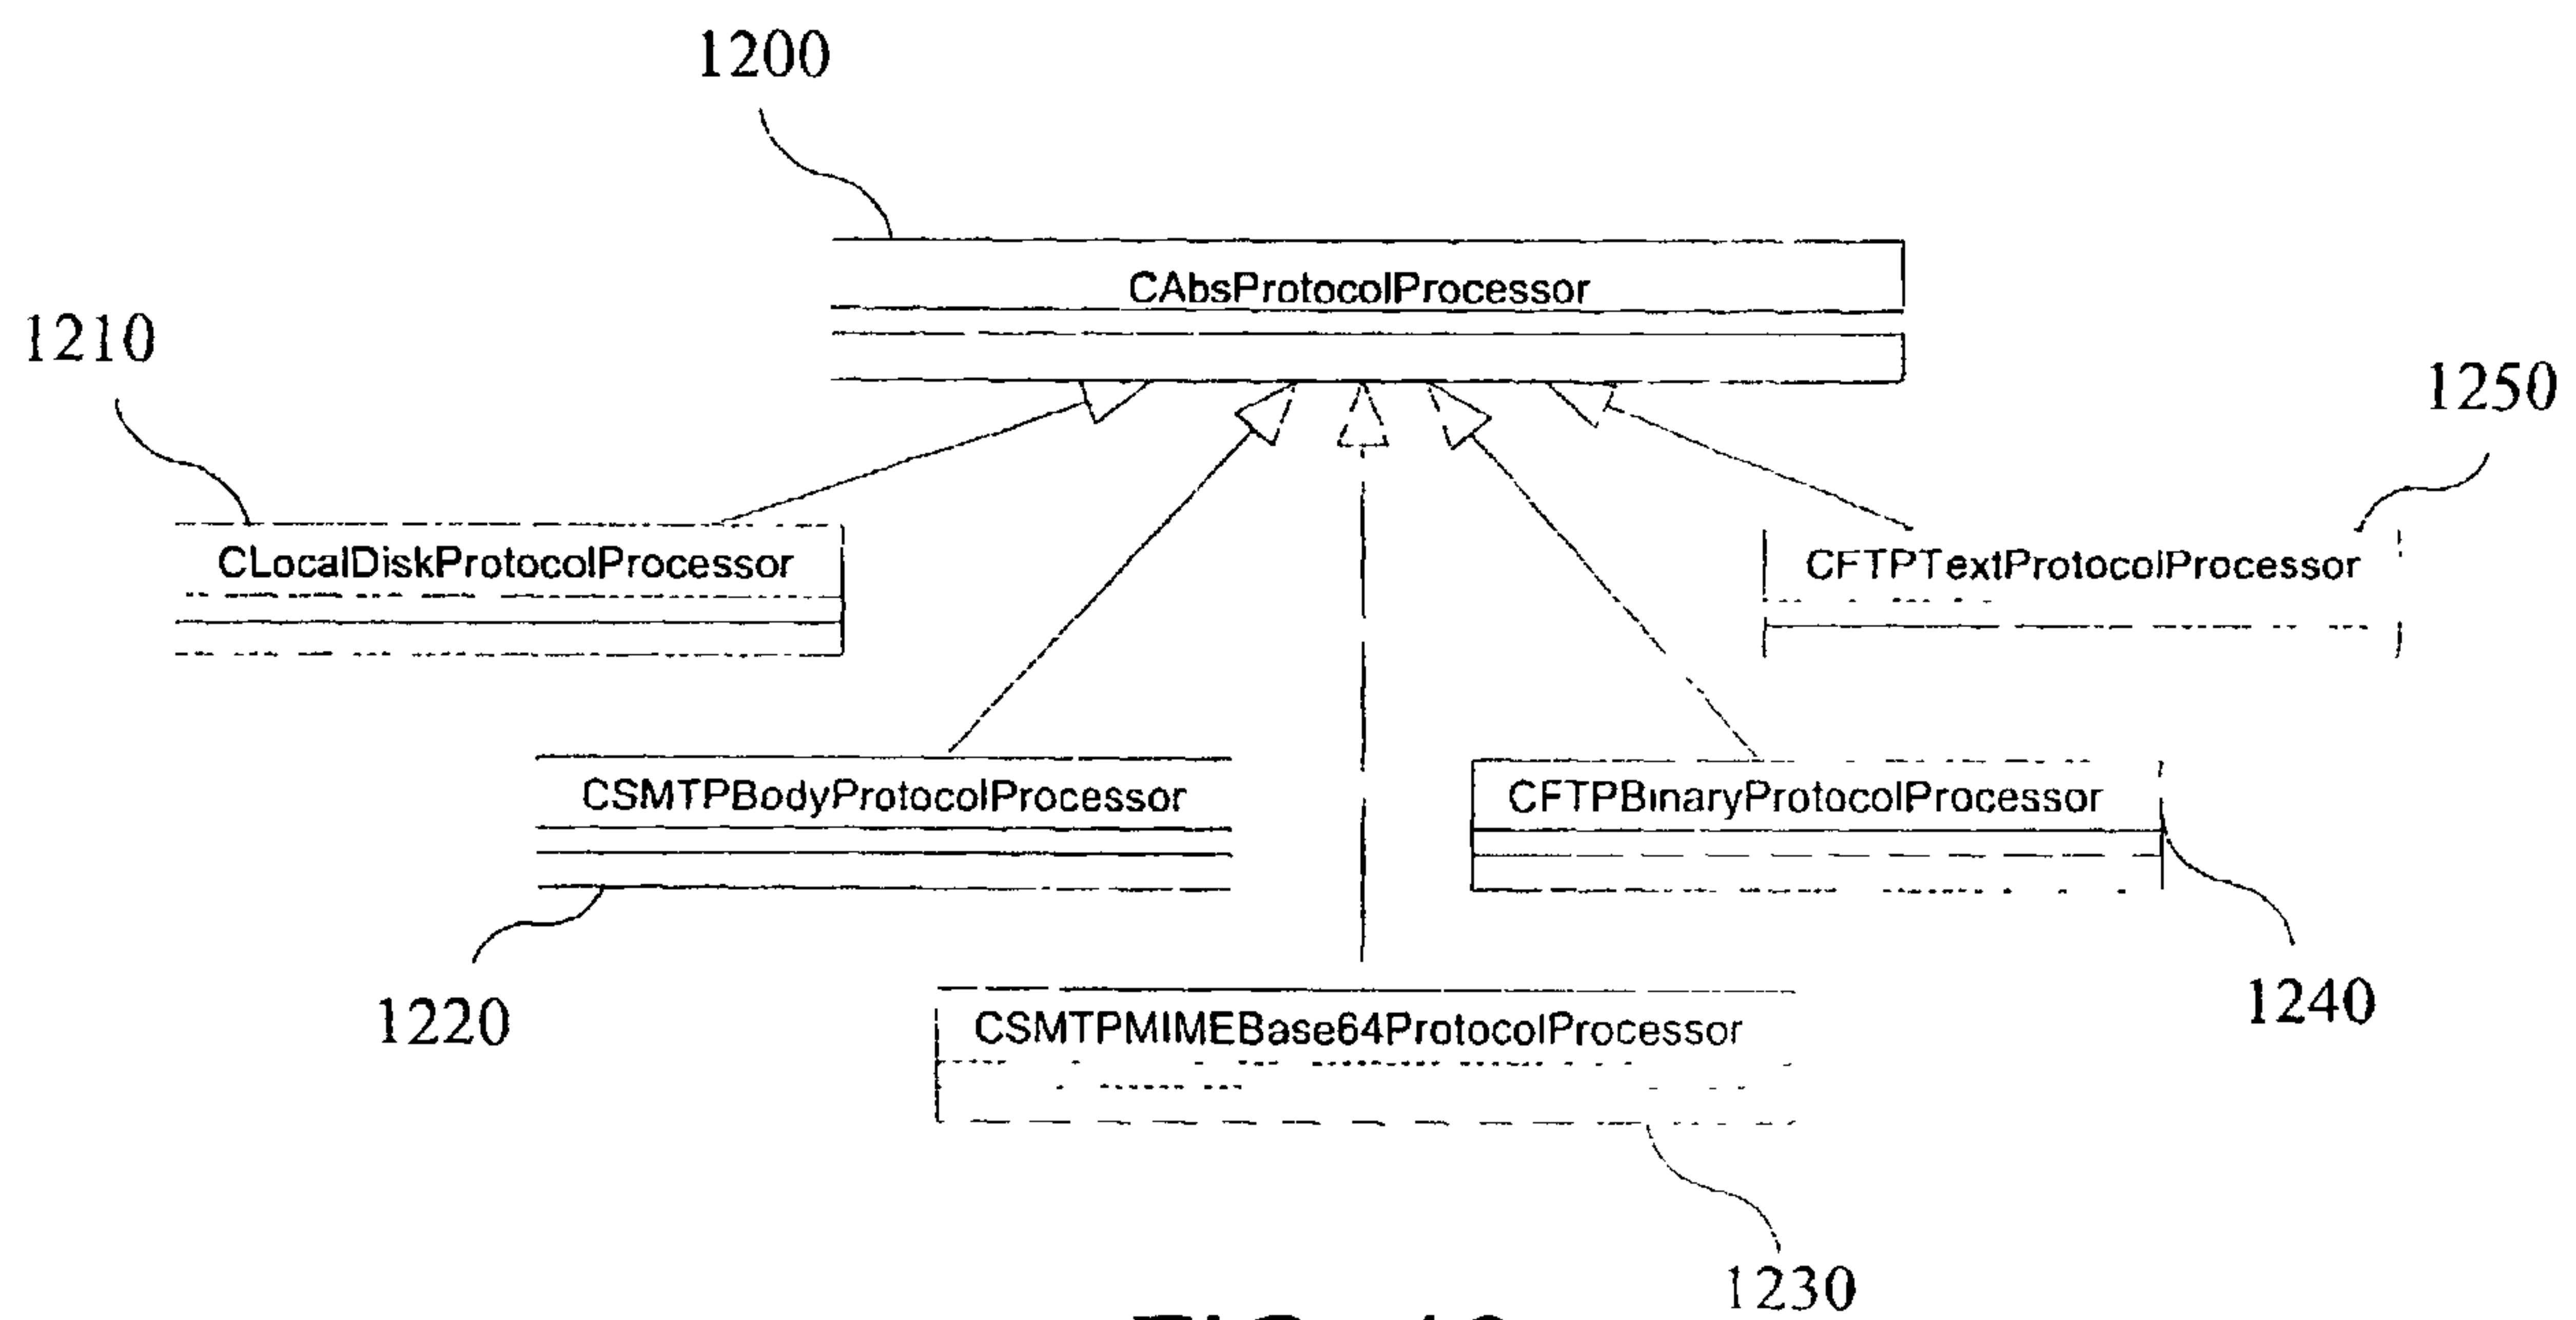 1200
CAbsProtocolProcessor
1210
1250
CLocalDiskProtocolProcessor
CFTPTextProtocolProcessor
CSMTPBodyProtocolProcessor
CFTPBinaryProtocolProcessor
1220
1240
CSMTPMIMEBase64ProtocolProcessor
1230